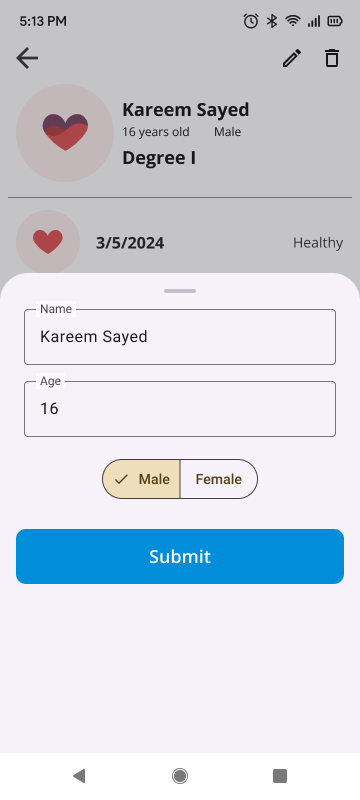 5:13 PM
Kareem Sayed
16 years old Male
Degree I
3/5/2024 Healthy
Name
Kareem Sayed
Age
16
Male Female
Submit